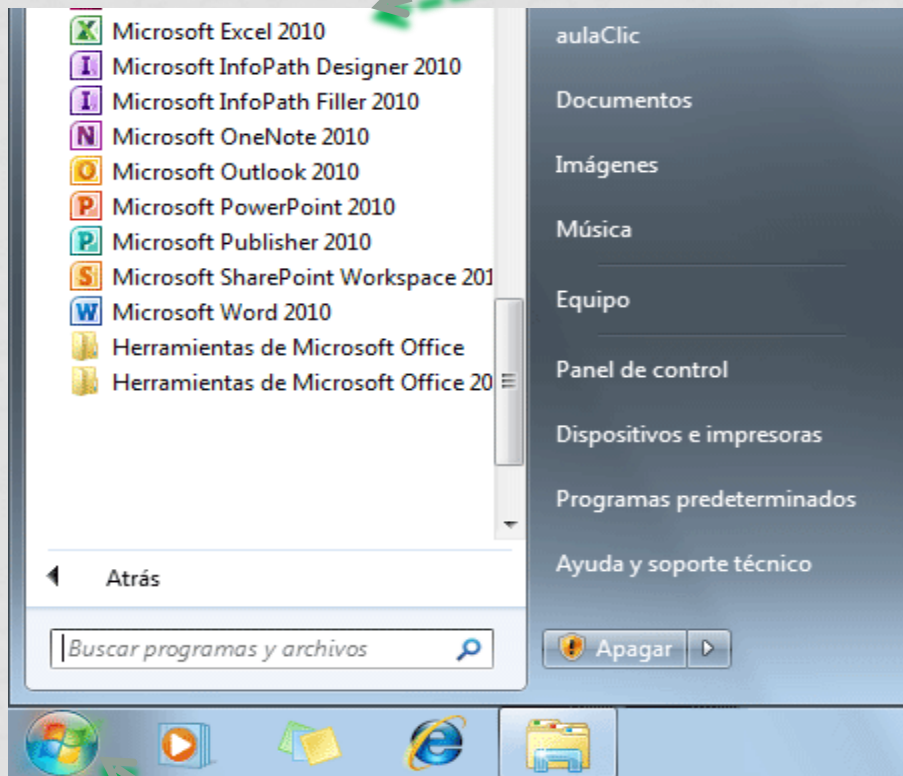 Microsoft Excel 2010
Microsoft InfoPath Designer 2010
Microsoft InfoPath Filler 2010
Microsoft OneNote 2010
Microsoft Outlook 2010
Microsoft PowerPoint 2010
Microsoft Publisher 2010
Microsoft SharePoint Workspace 201
Microsoft Word 2010
Herramientas de Microsoft Office
Herramientas de Microsoft Office 20
Atrás
Buscar programas y archivos
aulaClic
Documentos
Imágenes
Música
Equipo
Panel de control
Dispositivos e impresoras
Programas predeterminados
Ayuda y soporte técnico
Apagar